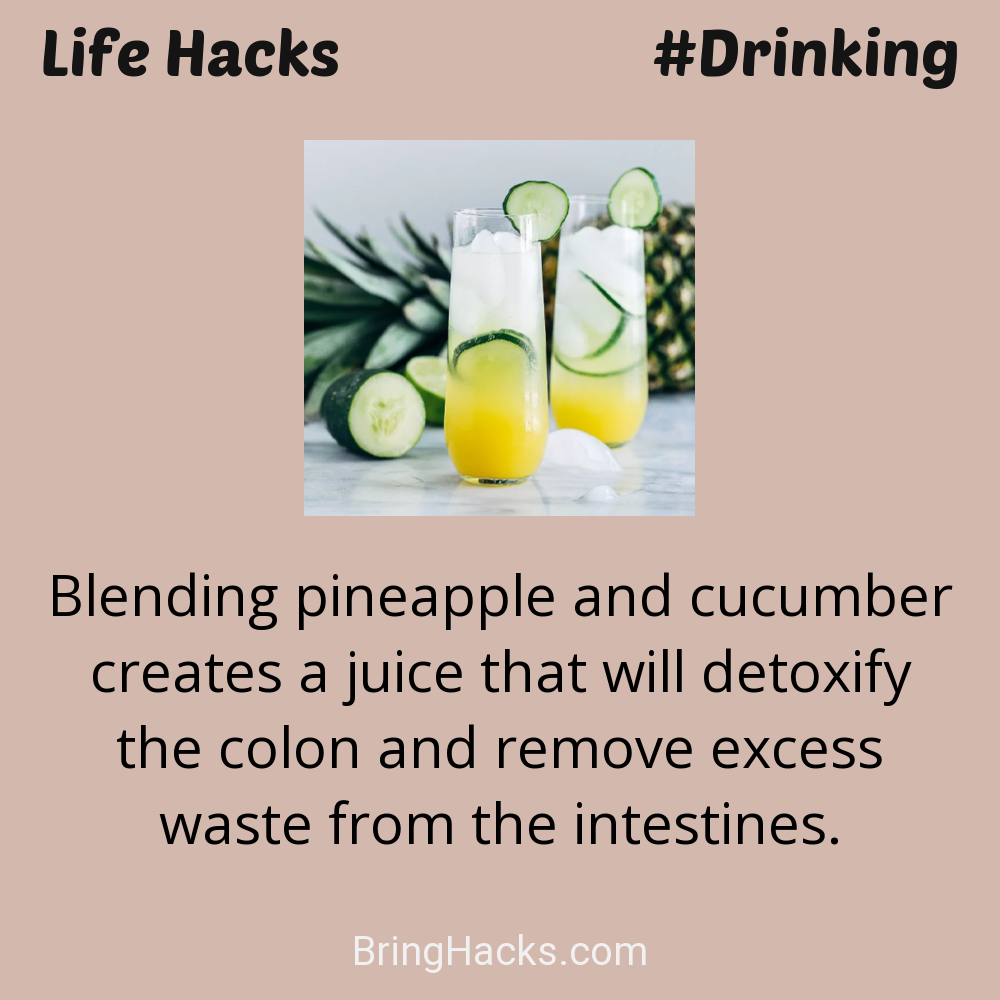 Life Hacks
#Drinking
Blending pineapple and cucumber
creates a juice that will detoxify
the colon and remove excess
waste from the intestines.
BringHacks.com